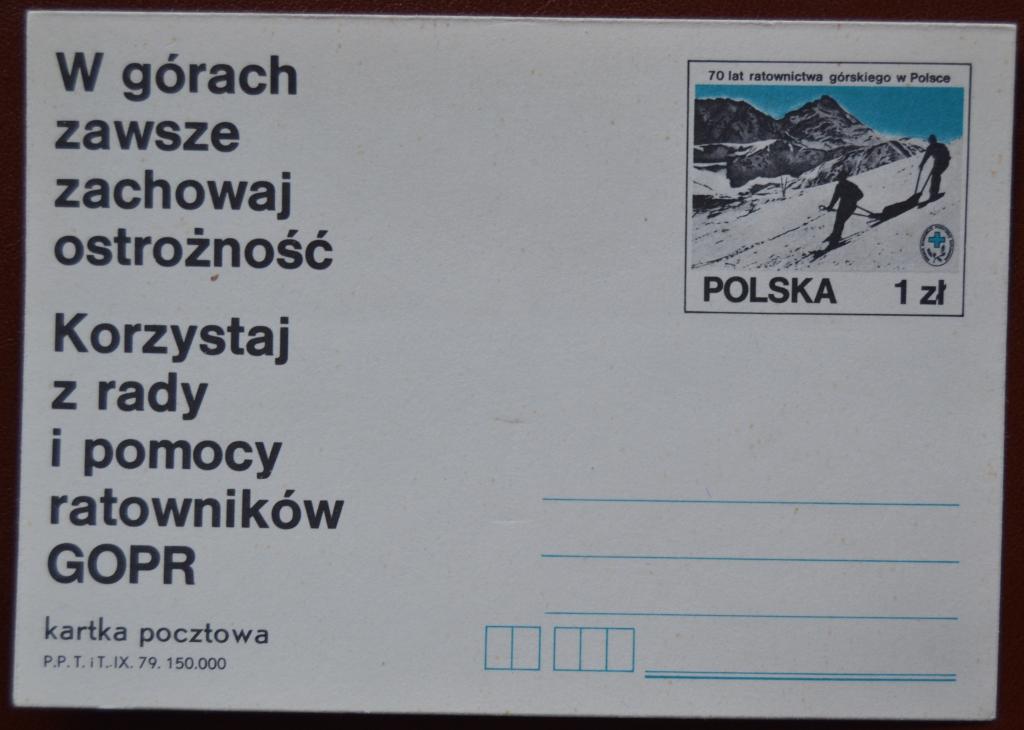 W górach
zawsze
zachowaj
ostrożność
Korzystaj
z rady
i pomocy
ratowników
GOPR
kartka pocztowa
P.P.T. i T.-IX. 79. 150.000
70 lat ratownictwa górskiego w Polsce
POLSKA 1 zł